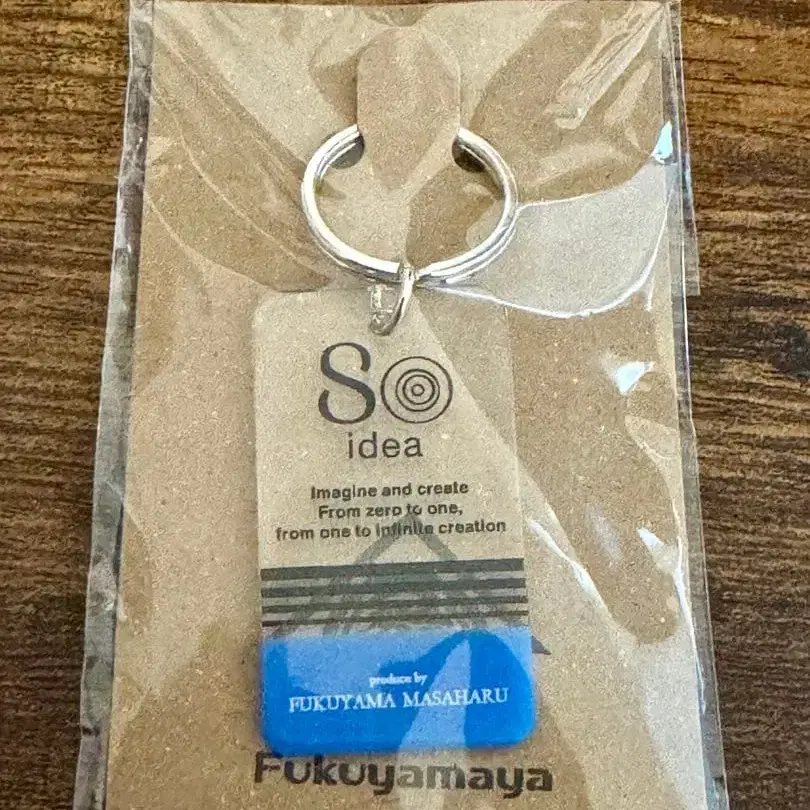 So
idea
Imagine and create
From zero to one,
from one to infinite creation
produce by
FUKUYAMA MASAHARU
Fukuyamaya